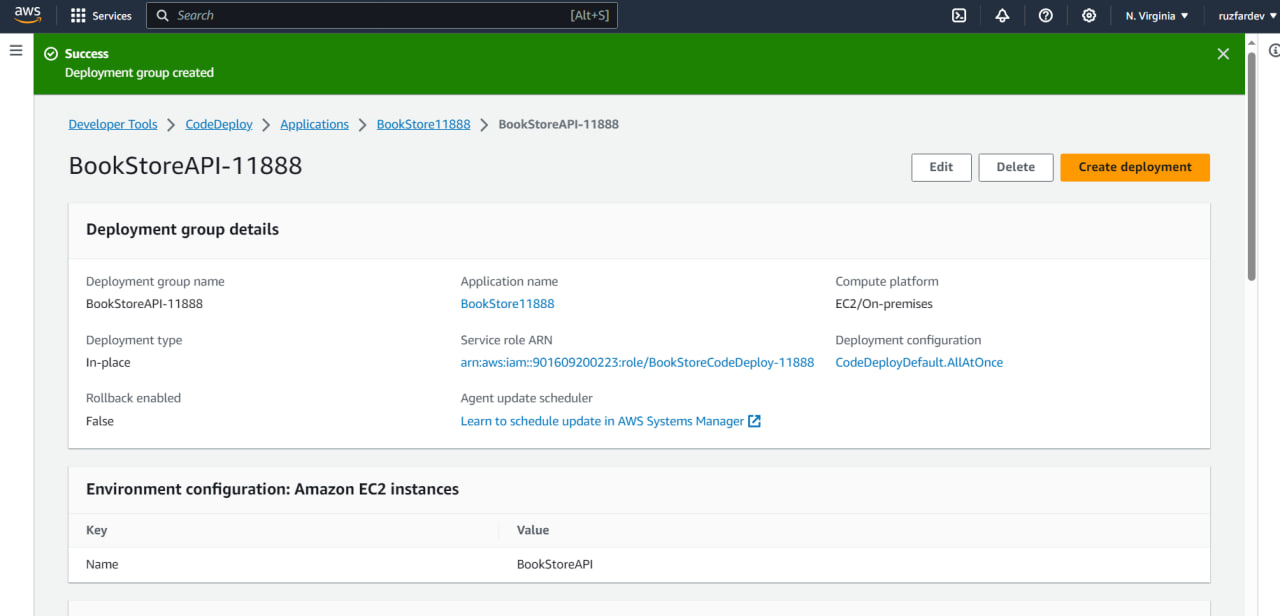 aws Services Search [Alt+S] N. Virginia ruzfardev
Success
Deployment group created
Developer Tools CodeDeploy Applications BookStore11888 BookStoreAPI-11888
BookStoreAPI-11888 Edit Delete Create deployment
Deployment group details
Deployment group name Application name Compute platform
BookStoreAPI-11888 BookStore11888 EC2/On-premises
Deployment type Service role ARN Deployment configuration
In-place arn:aws:iam::901609200223:role/BookStoreCodeDeploy-11888 CodeDeployDefault.AllAtOnce
Rollback enabled Agent update scheduler
False Learn to schedule update in AWS Systems Manager
Environment configuration: Amazon EC2 instances
Key Value
Name BookStoreAPI